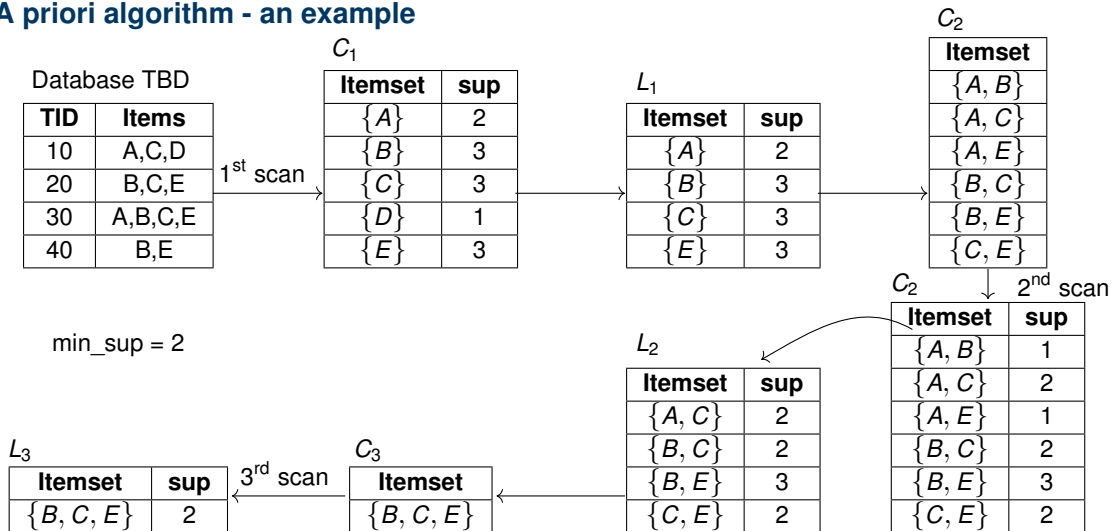 A priori algorithm - an example
Database TBD
TID Items
10 A,C,D
20 B,C,E
30 A,B,C,E
40 B,E
1st scan
C1
Itemset sup
{A} 2
{B} 3
{C} 3
{D} 1
{E} 3
L1
Itemset sup
{A} 2
{B} 3
{C} 3
{E} 3
C2
Itemset
{A, B}
{A, C}
{A, E}
{B, C}
{B, E}
{C, E}
2nd scan
C2
Itemset sup
{A, B} 1
{A, C} 2
{A, E} 1
{B, C} 2
{B, E} 3
{C, E} 2
min_sup = 2
L2
Itemset sup
{A, C} 2
{B, C} 2
{B, E} 3
{C, E} 2
C3
Itemset
{B, C, E}
3rd scan
L3
Itemset sup
{B, C, E} 2